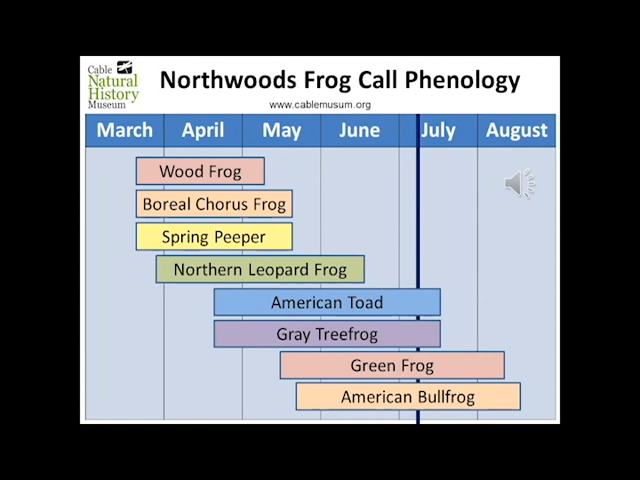 Cable
Natural
History
Museum
Northwoods Frog Call Phenology
www.cablemusum.org
March April May June July August
Wood Frog
Boreal Chorus Frog
Spring Peeper
Northern Leopard Frog
American Toad
Gray Treefrog
Green Frog
American Bullfrog